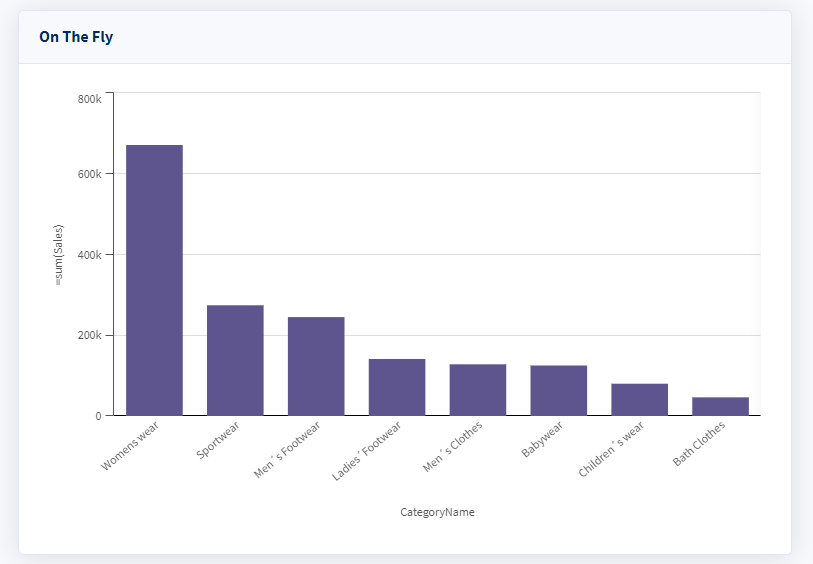 On The Fly
800k
600k
400k
200k
0
=sum(Sales)
Womens wear
Sportwear
Men´s Footwear
Ladies´Footwear
Men´s Clothes
Babywear
Children´s wear
Bath Clothes
CategoryName